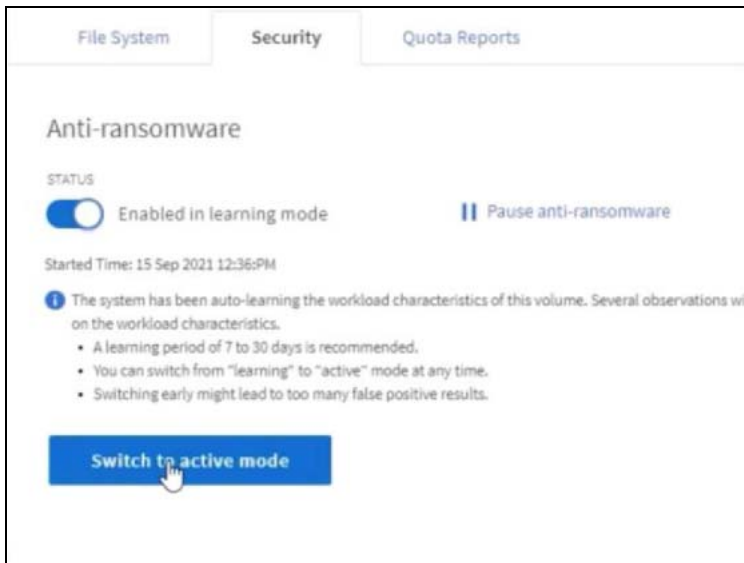 File System Security Quota Reports
Anti-ransomware
STATUS
Enabled in learning mode Pause anti-ransomware
Started Time: 15 Sep 2021 12:36:PM
The system has been auto-learning the workload characteristics of this volume. Several observations
on the workload characteristics.
• A learning period of 7 to 30 days is recommended.
• You can switch from "learning" to "active" mode at any time.
• Switching early might lead to too many false positive results.
Switch to active mode